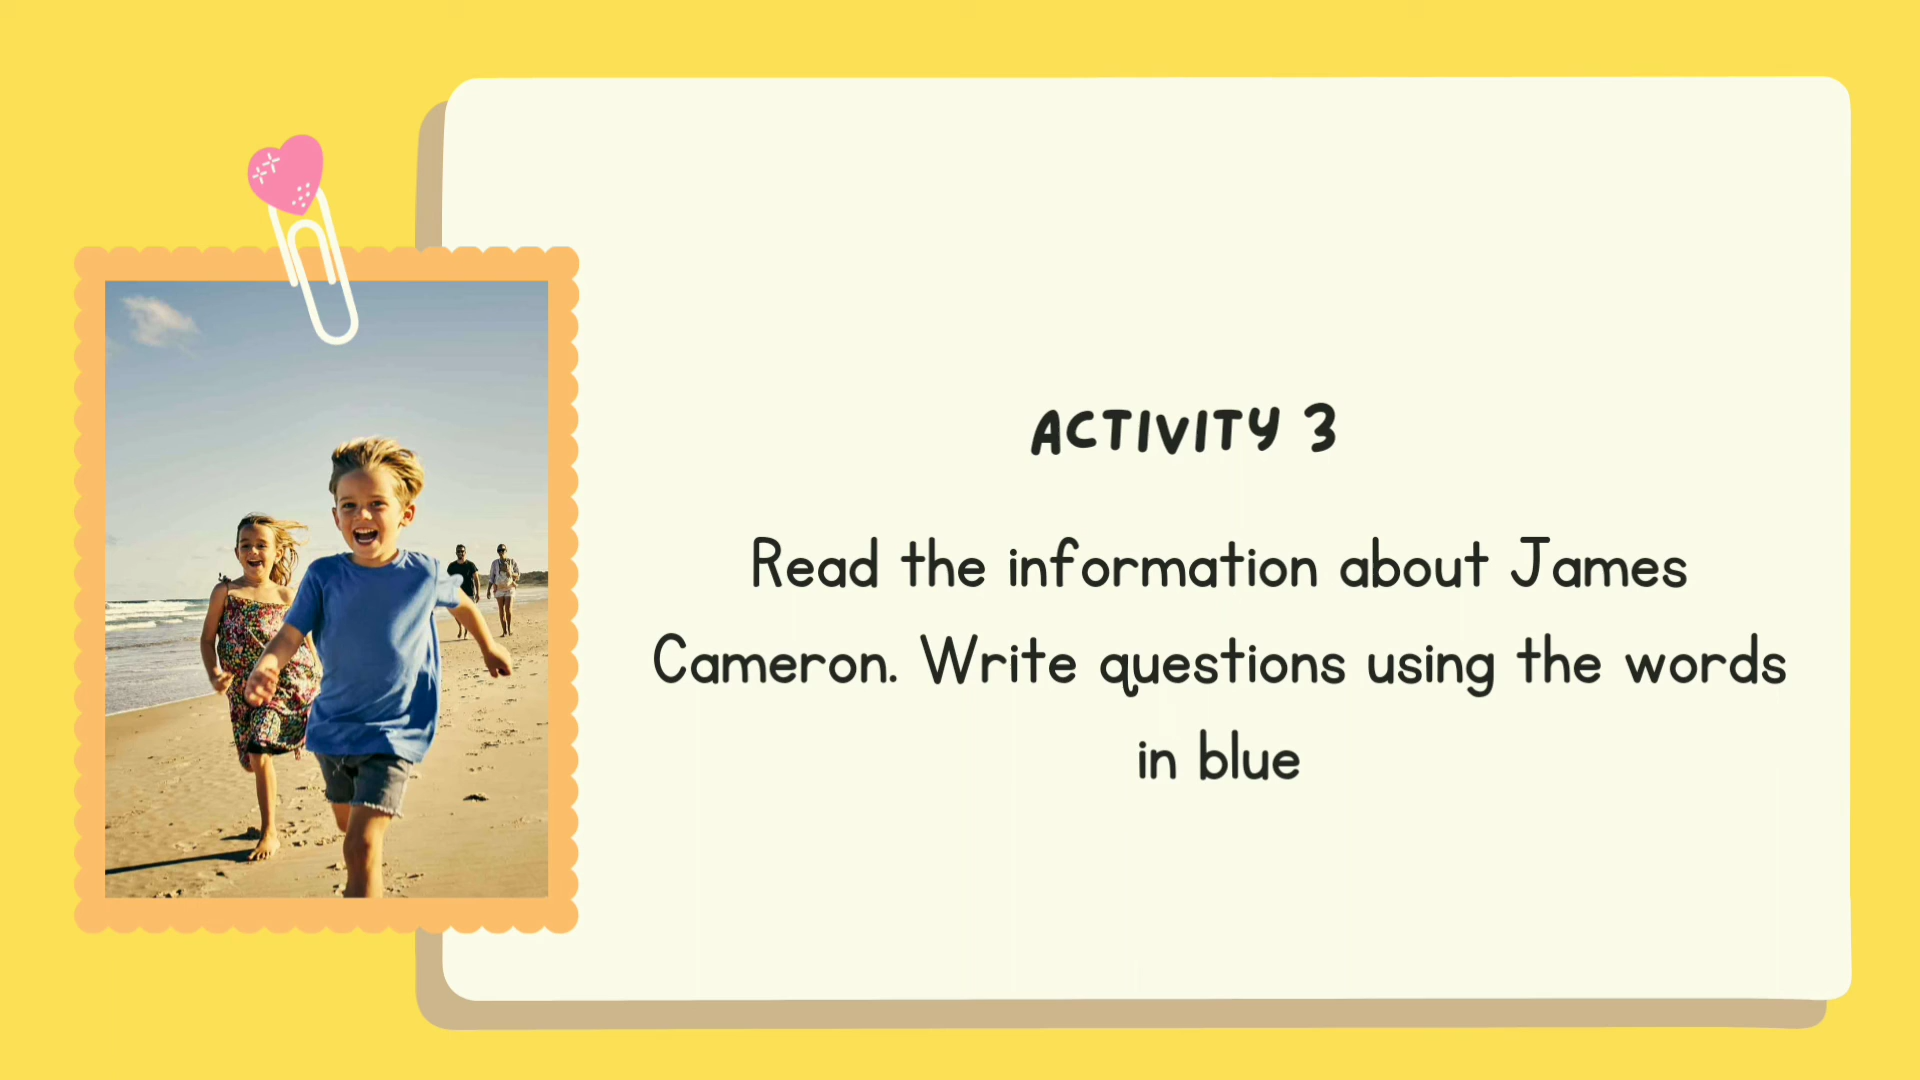 ACTIVITY 3
Read the information about James
Cameron. Write questions using the words
in blue